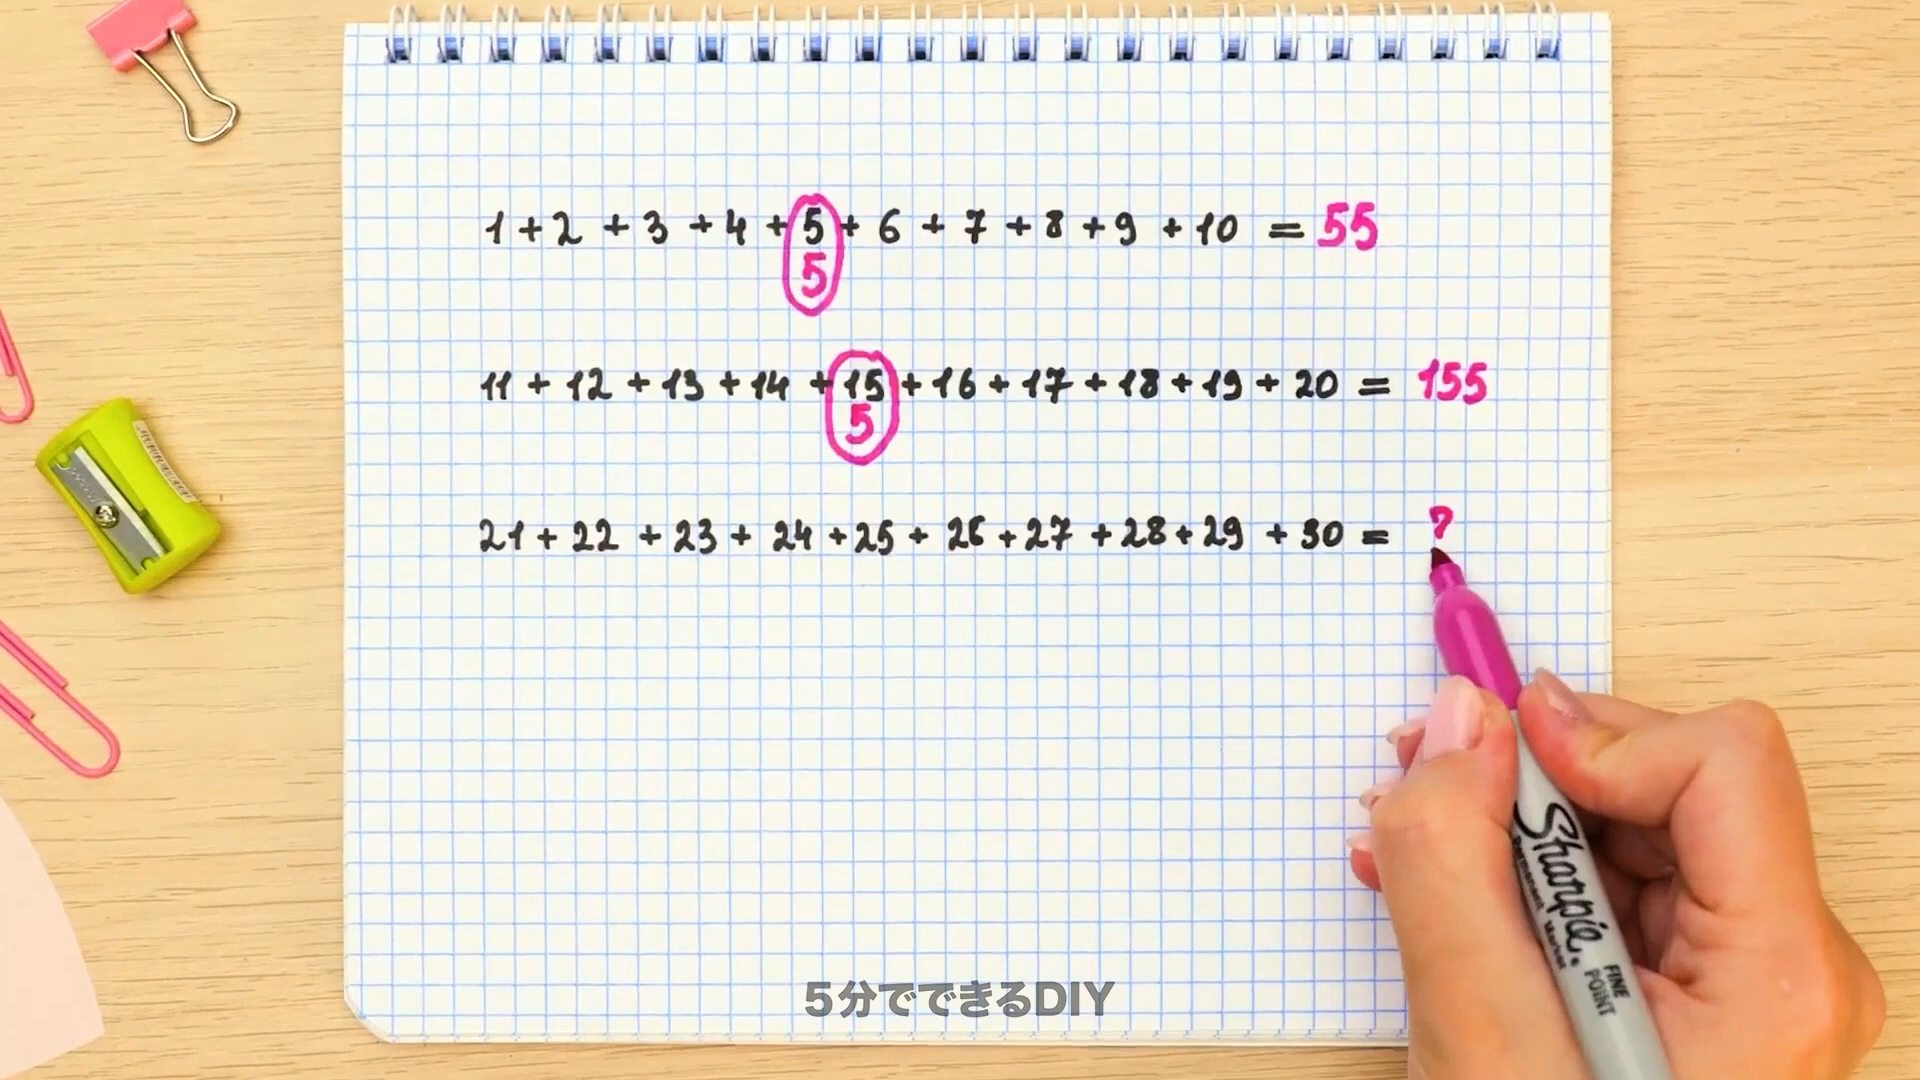 1 + 2 + 3 + 4 + 5 + 6 + 7 + 8 + 9 + 10 = 55
5
11 + 12 + 13 + 14 + 15 + 16 + 17 + 18 + 19 + 20 = 155
5
21 + 22 + 23 + 24 + 25 + 26 + 27 + 28 + 29 + 30 = ?
Sharpie.
Permanent Marker
FINE
POINT
5分でできるDIY